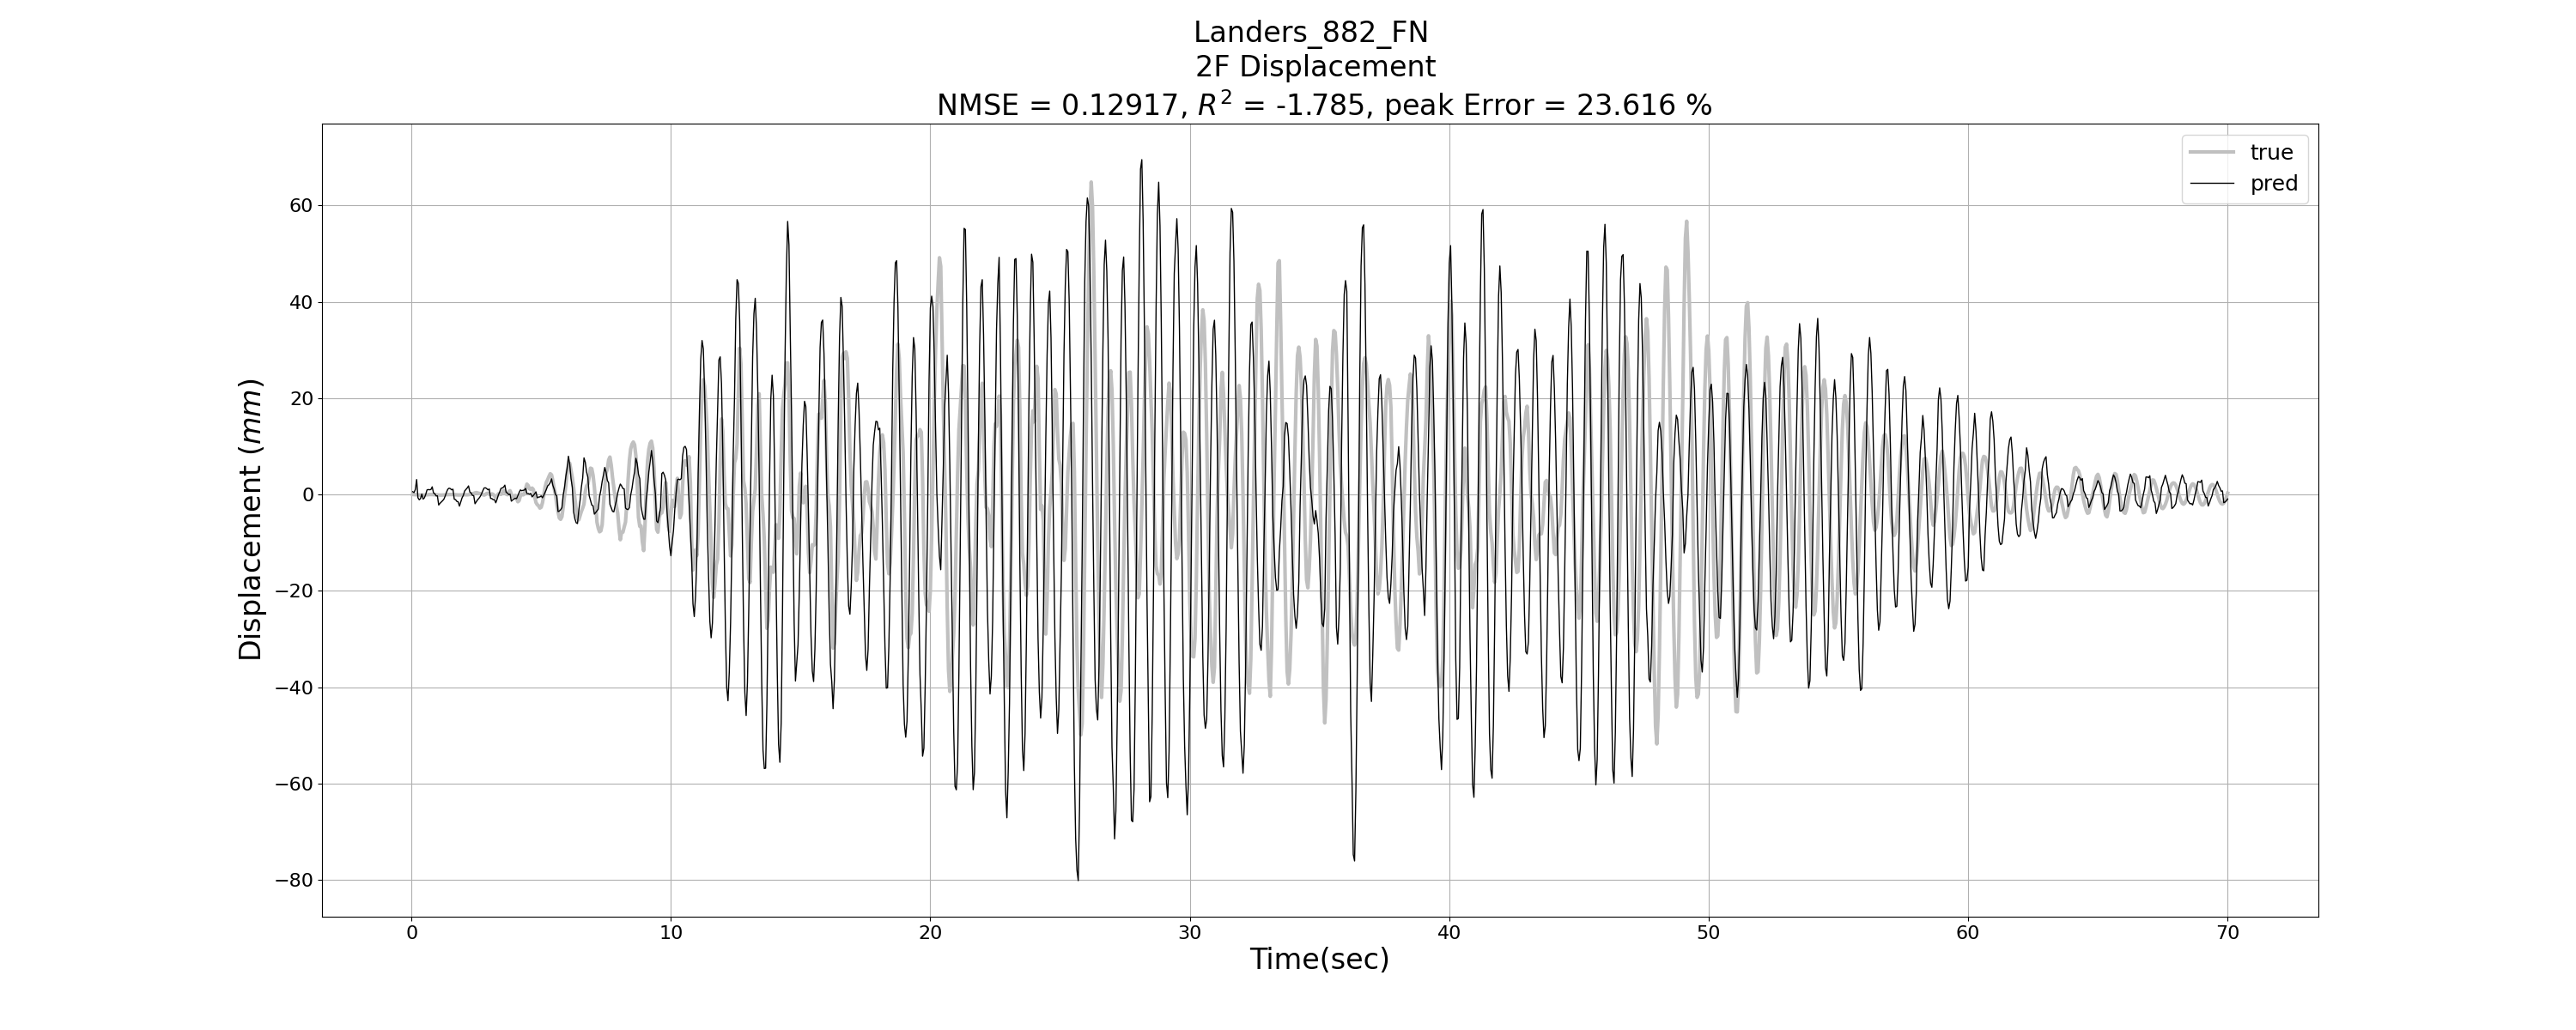 Landers_882_FN
2F Displacement
NMSE = 0.12917, R² = -1.785, peak Error = 23.616 %
true
pred
60
40
20
0
−20
−40
−60
−80
Displacement (mm)
0 10 20 30 40 50 60 70
Time(sec)